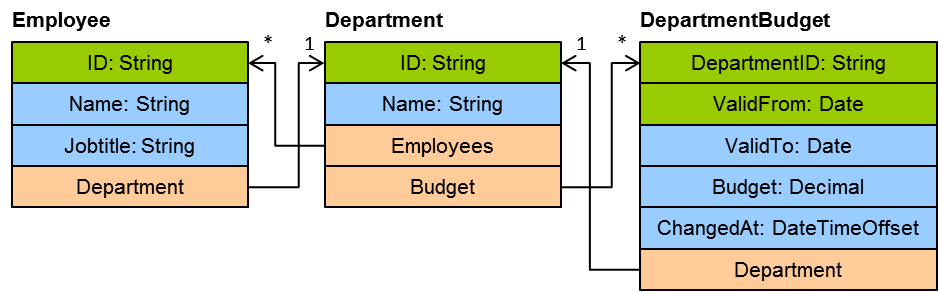 Employee
ID: String
Name: String
Jobtitle: String
Department
* 1
Department
ID: String
Name: String
Employees
Budget
1 *
DepartmentBudget
DepartmentID: String
ValidFrom: Date
ValidTo: Date
Budget: Decimal
ChangedAt: DateTimeOffset
Department